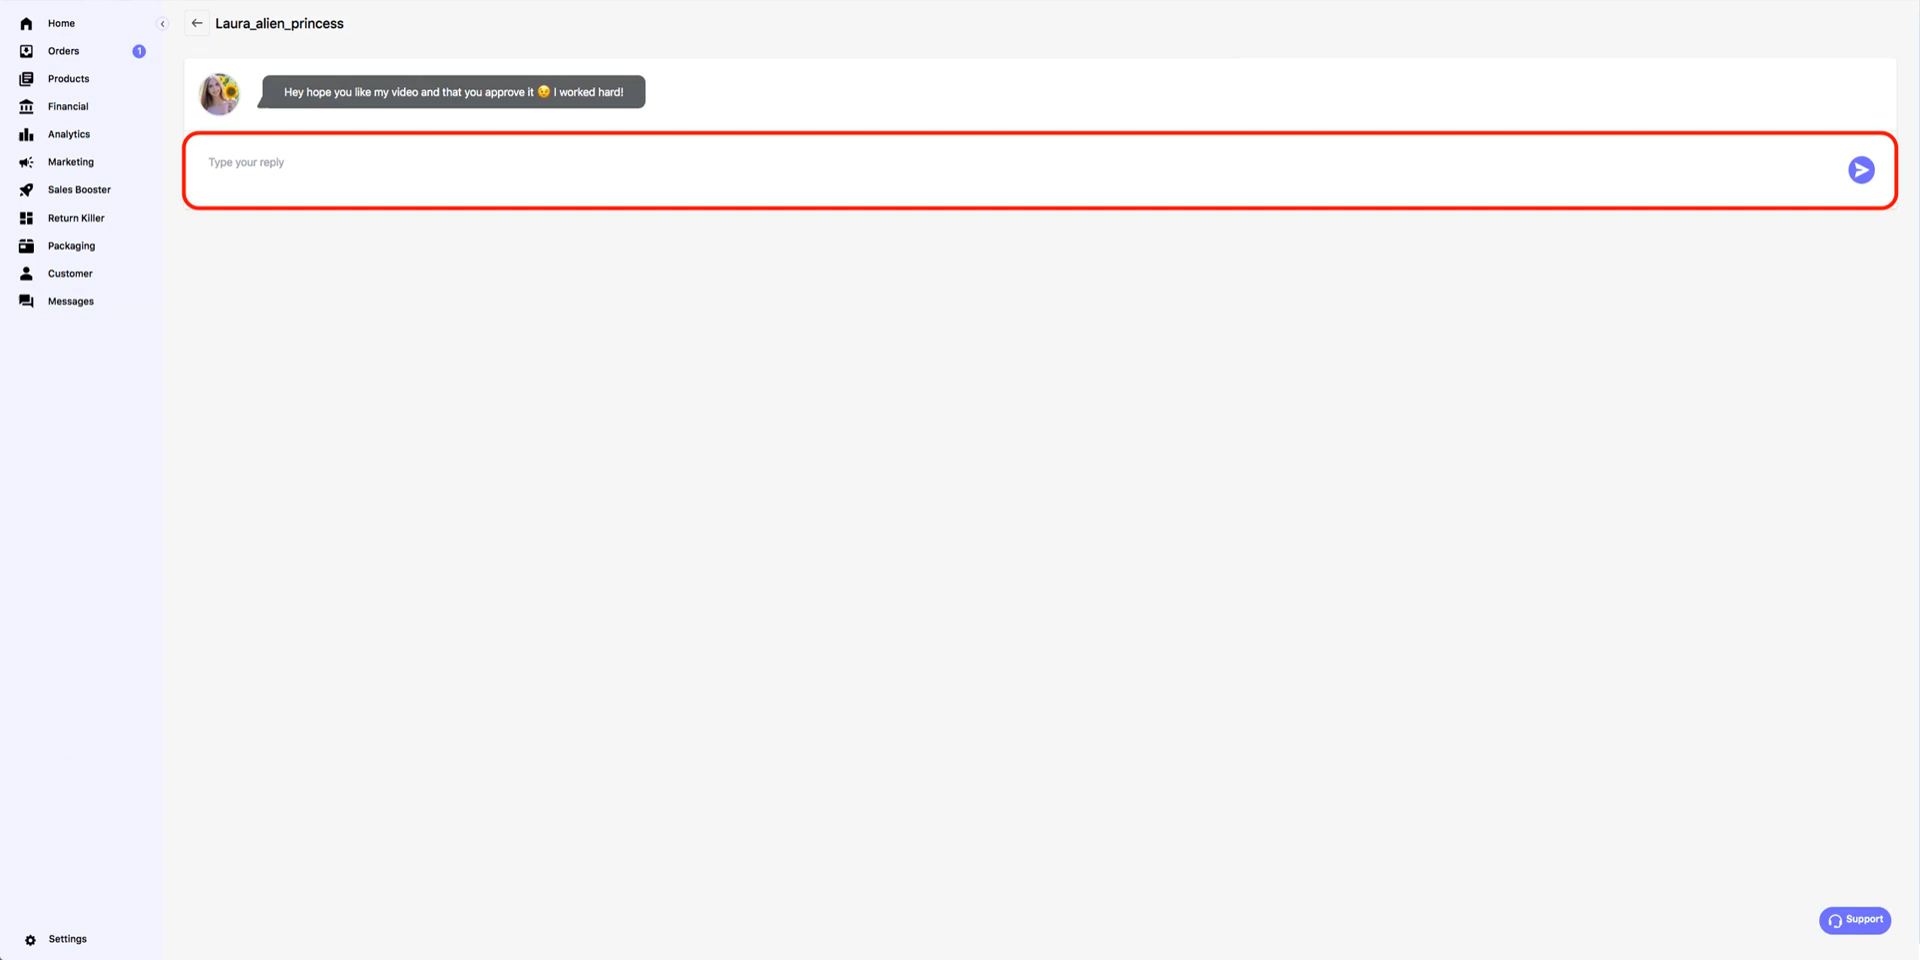 Home
Laura_alien_princess
Orders
1
Products
Hey hope you like my video and that you approve it 😉 I worked hard!
Financial
Analytics
Marketing
Type your reply
Sales Booster
Return Killer
Packaging
Customer
Messages
Support
Settings